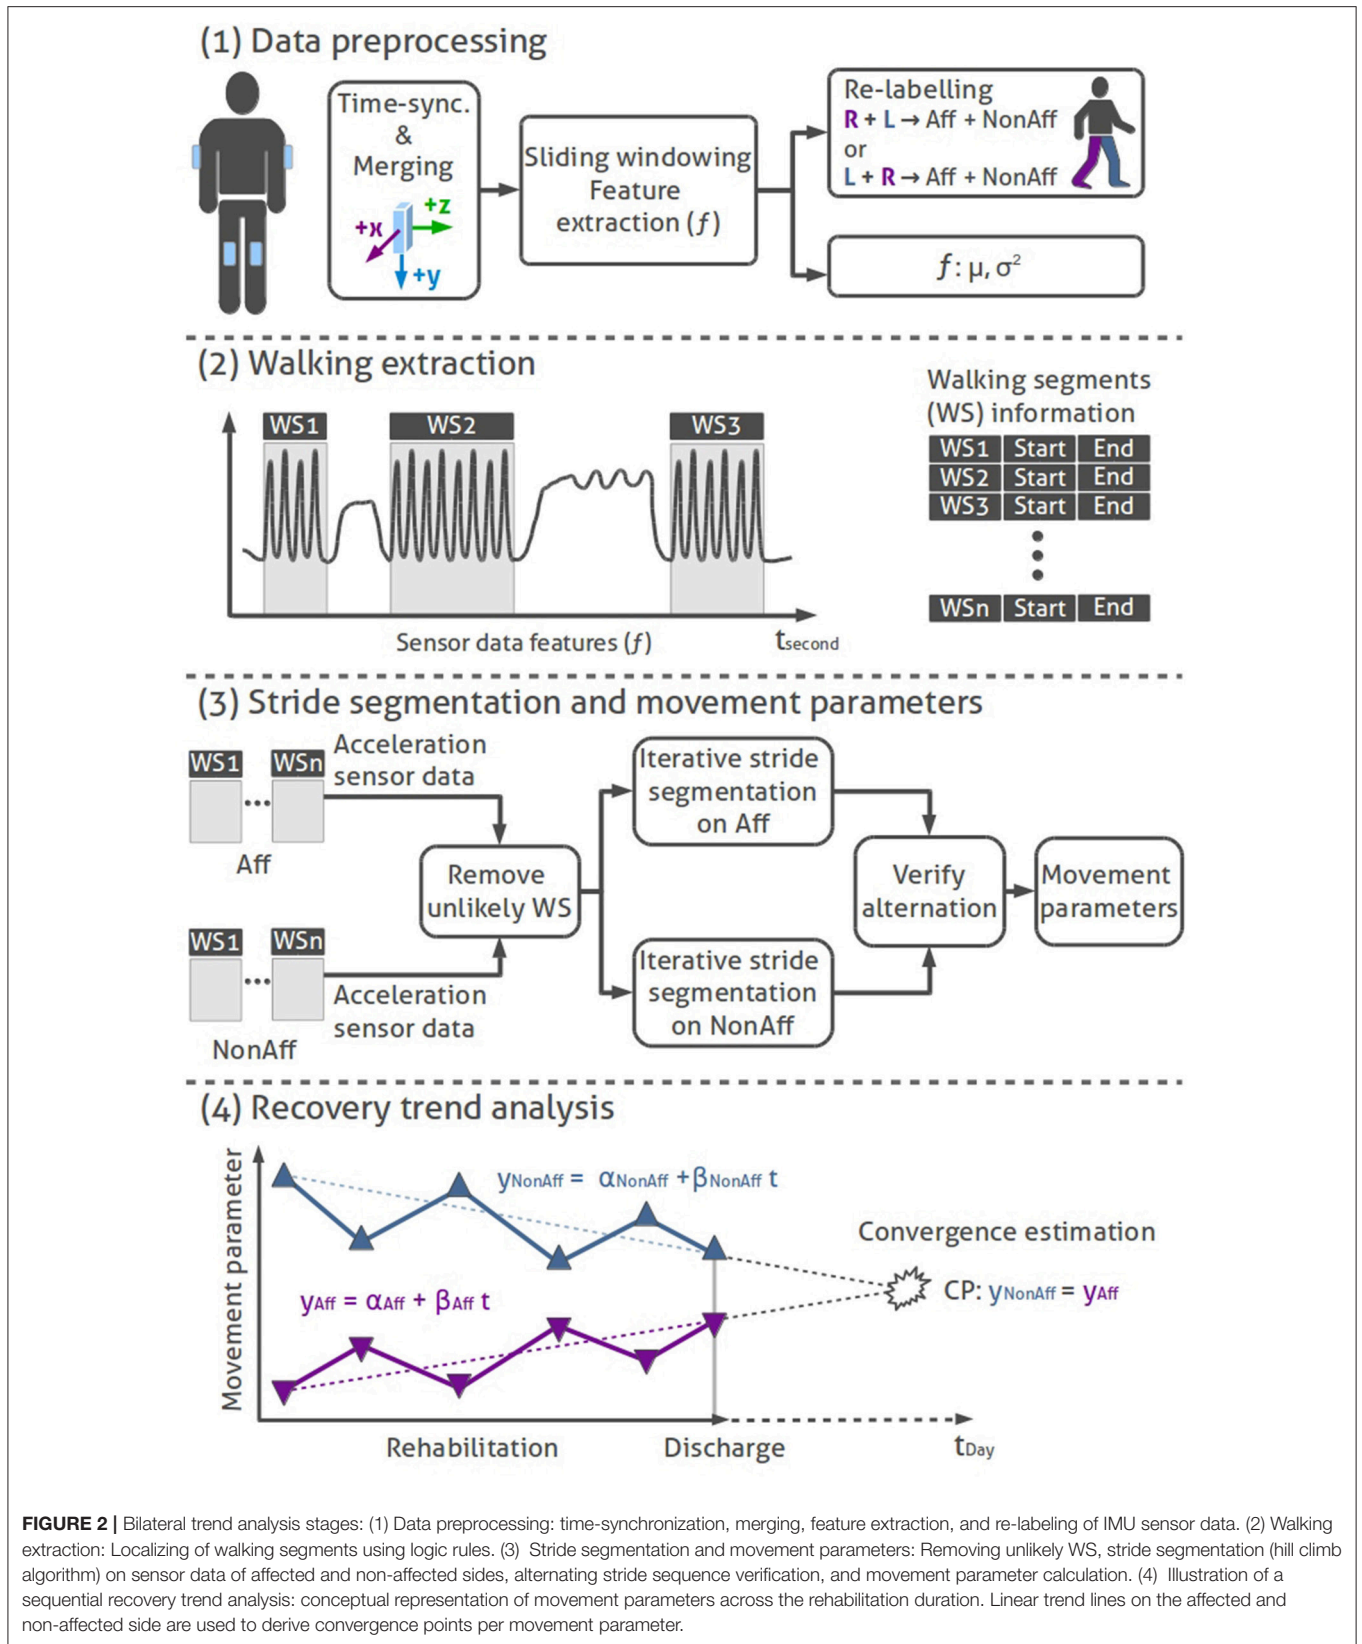 (1) Data preprocessing
Time-sync.
&
Merging
+z
+x
+y
Sliding windowing
Feature
extraction (ƒ)
Re-labelling
R + L → Aff + NonAff
or
L + R → Aff + NonAff
ƒ: μ, σ²
(2) Walking extraction
WS1 WS2 WS3
Sensor data features (ƒ)
tsecond
Walking segments
(WS) information
WS1 Start End
WS2 Start End
WS3 Start End
WSn Start End
(3) Stride segmentation and movement parameters
WS1 ... WSn
Aff
Acceleration
sensor data
WS1 ... WSn
NonAff
Acceleration
sensor data
Remove
unlikely WS
Iterative stride
segmentation
on Aff
Iterative stride
segmentation
on NonAff
Verify
alternation
Movement
parameters
(4) Recovery trend analysis
Movement parameter
yNonAff = αNonAff +βNonAff t
yAff = αAff + βAff t
Convergence estimation
CP: yNonAff = yAff
Rehabilitation
Discharge
tDay
FIGURE 2 | Bilateral trend analysis stages: (1) Data preprocessing: time-synchronization, merging, feature extraction, and re-labeling of IMU sensor data. (2) Walking
extraction: Localizing of walking segments using logic rules. (3) Stride segmentation and movement parameters: Removing unlikely WS, stride segmentation (hill climb
algorithm) on sensor data of affected and non-affected sides, alternating stride sequence verification, and movement parameter calculation. (4) Illustration of a
sequential recovery trend analysis: conceptual representation of movement parameters across the rehabilitation duration. Linear trend lines on the affected and
non-affected side are used to derive convergence points per movement parameter.